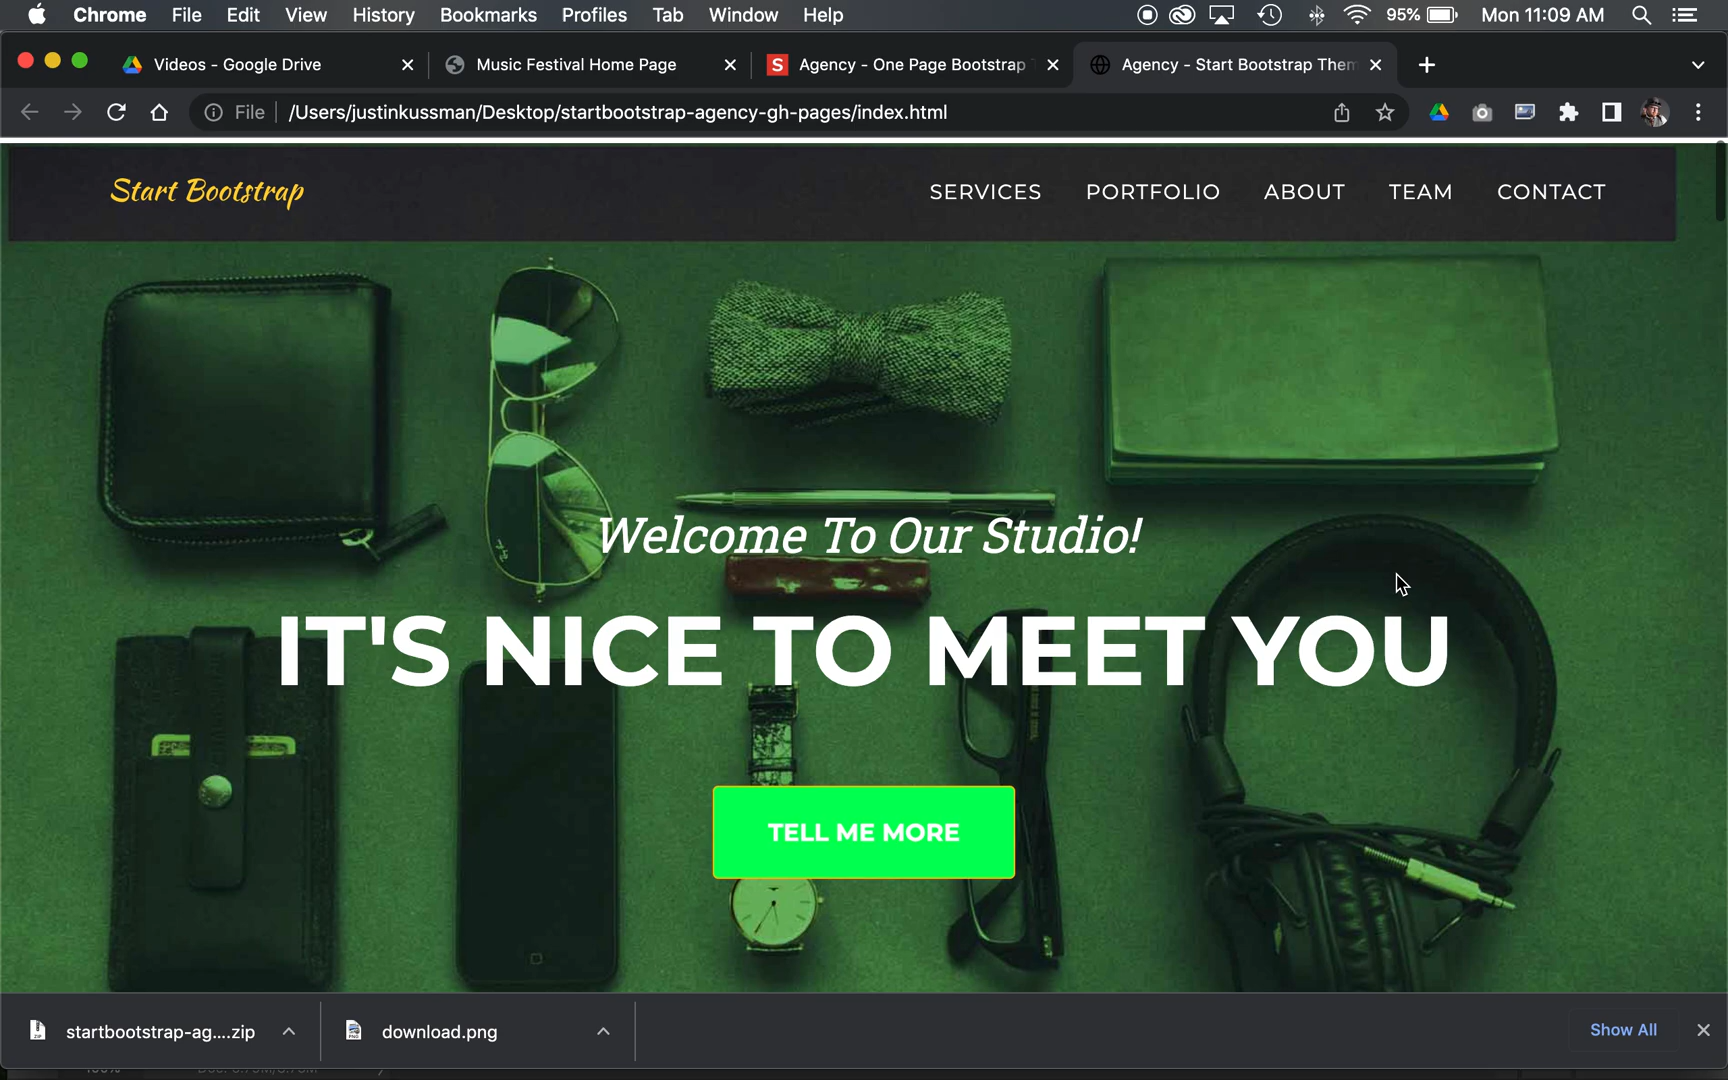 Chrome File Edit View History Bookmarks Profiles Tab Window Help 95% Mon 11:09 AM
Videos - Google Drive Music Festival Home Page Agency - One Page Bootstrap Agency - Start Bootstrap Them
File /Users/justinkussman/Desktop/startbootstrap-agency-gh-pages/index.html
Start Bootstrap SERVICES PORTFOLIO ABOUT TEAM CONTACT
Welcome To Our Studio!
IT'S NICE TO MEET YOU
TELL ME MORE
startbootstrap-ag....zip download.png Show All